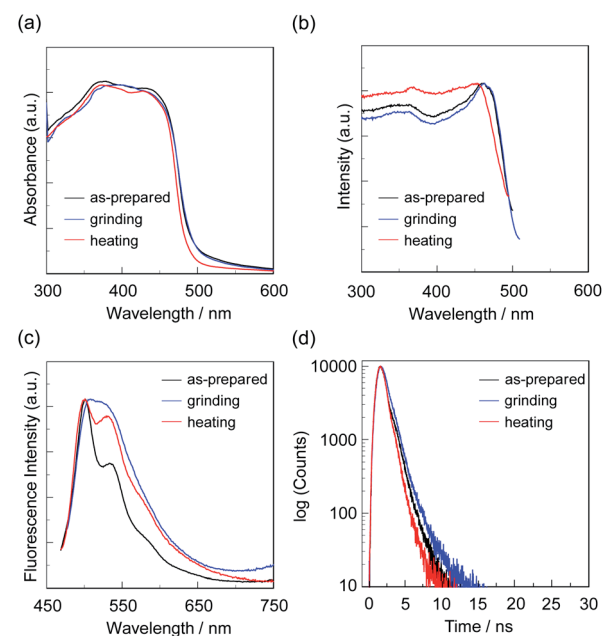 (a)
Absorbance (a.u.)
as-prepared
grinding
heating
300 400 500 600
Wavelength / nm
(b)
Intensity (a.u.)
as-prepared
grinding
heating
300 400 500 600
Wavelength / nm
(c)
Fluorescence Intensity (a.u.)
as-prepared
grinding
heating
450 550 650 750
Wavelength / nm
(d)
log (Counts)
10000
1000
100
10
as-prepared
grinding
heating
0 5 10 15 20 25 30
Time / ns